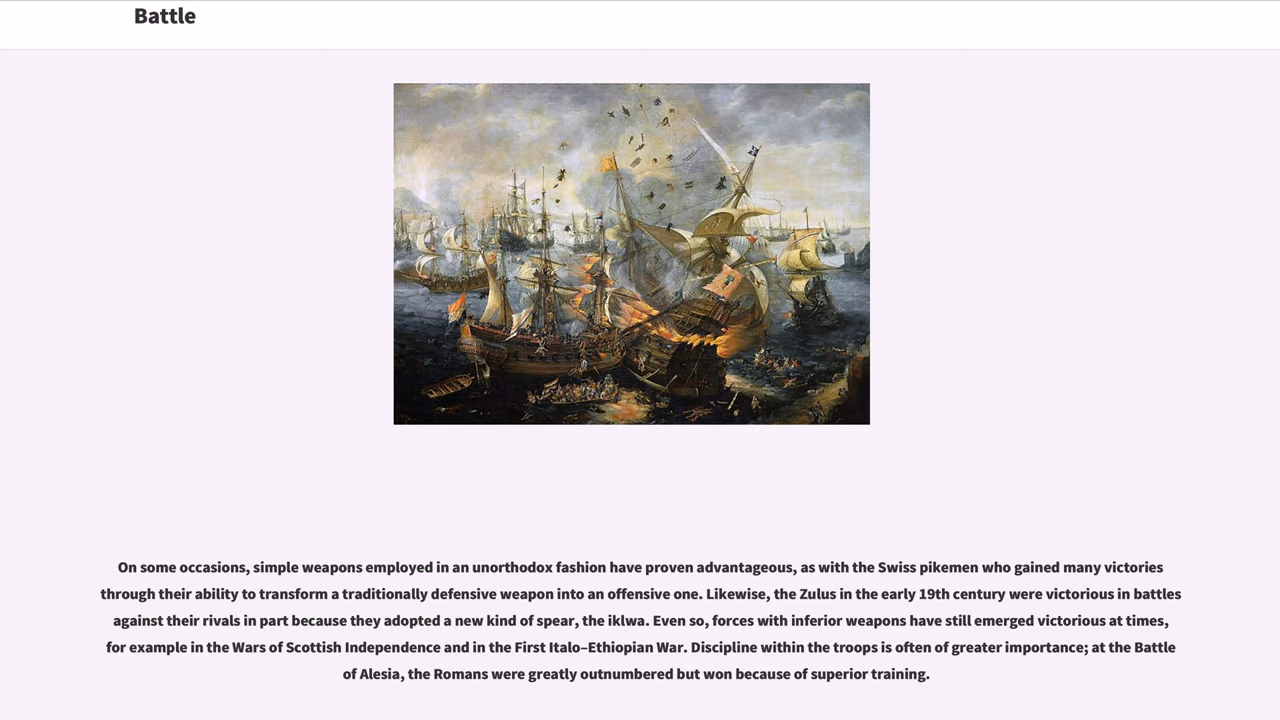 Battle
On some occasions, simple weapons employed in an unorthodox fashion have proven advantageous, as with the Swiss pikemen who gained many victories
through their ability to transform a traditionally defensive weapon into an offensive one. Likewise, the Zulus in the early 19th century were victorious in battles
against their rivals in part because they adopted a new kind of spear, the iklwa. Even so, forces with inferior weapons have still emerged victorious at times,
for example in the Wars of Scottish Independence and in the First Italo–Ethiopian War. Discipline within the troops is often of greater importance; at the Battle
of Alesia, the Romans were greatly outnumbered but won because of superior training.